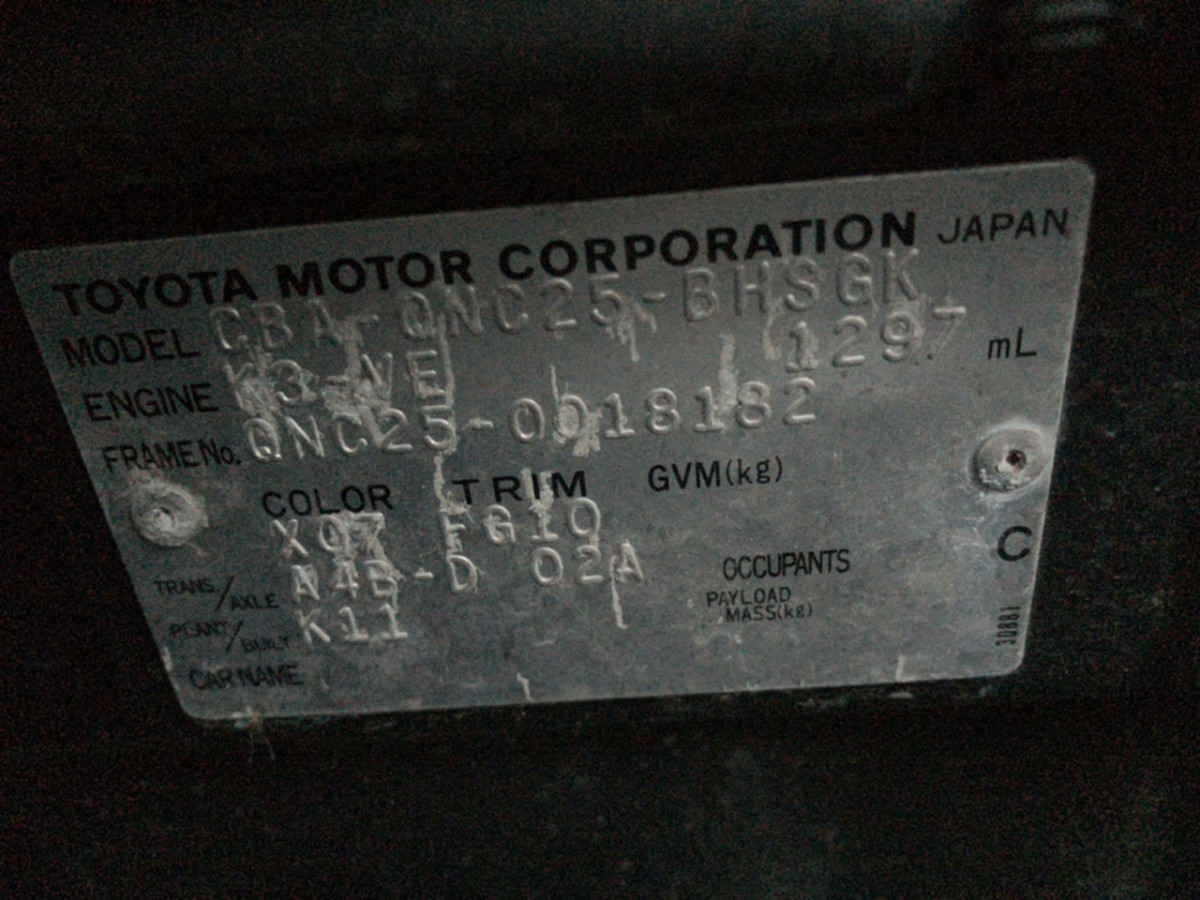 TOYOTA MOTOR CORPORATION JAPAN
MODEL CBA-QNC25-BHSGK
ENGINE K3-VE 1297 mL
FRAME No. QNC25-0018182
COLOR TRIM GVM(kg)
X07 FG10
TRANS/AXLE A4B-D 02A OCCUPANTS C
PLANT/BUILT K11 PAYLOAD MASS(kg)
CAR NAME
30881